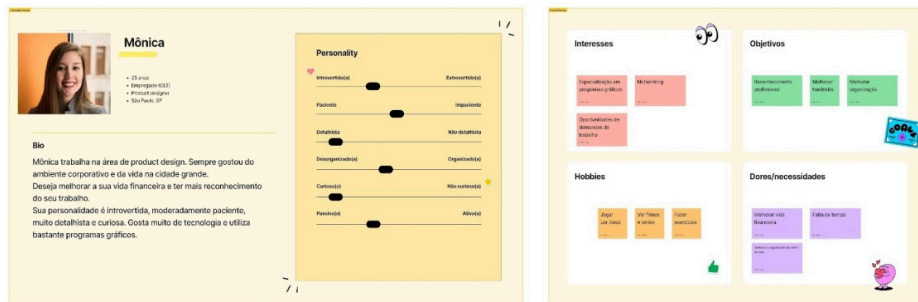 Mônica
• 25 anos
• Empregada (CLT)
• Product designer
• São Paulo, SP
Bio
Mônica trabalha na área de product design. Sempre gostou do
ambiente corporativo e da vida na cidade grande.
Deseja melhorar a sua vida financeira e ter mais reconhecimento
do seu trabalho.
Sua personalidade é introvertida, moderadamente paciente,
muito detalhista e curiosa. Gosta muito de tecnologia e utiliza
bastante programas gráficos.
Personality
Introvertido(a) Extrovertido(a)
Paciente Impaciente
Detalhista Não detalhista
Desorganizado(a) Organizado(a)
Curioso(a) Não curioso(a)
Passivo(a) Ativo(a)
Interesses
Especialização em
programas gráficos
Networking
Oportunidades de
demandas de
trabalho
Objetivos
Reconhecimento
profissional
Melhorar
Melhorar
organização
GOALS
Hobbies
Jogar
Ver filmes
e séries
Fazer
exercícios
Dores/necessidades
Melhorar vida
financeira
Falta de tempo